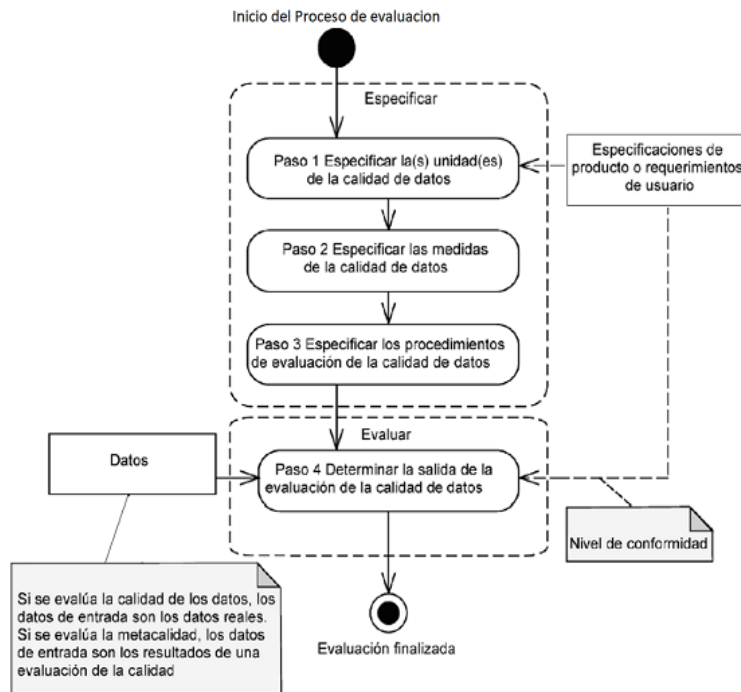 Inicio del Proceso de evaluacion
Especificar
Paso 1 Especificar la(s) unidad(es)
de la calidad de datos
Especificaciones de
producto o requerimientos
de usuario
Paso 2 Especificar las medidas
de la calidad de datos
Paso 3 Especificar los procedimientos
de evaluación de la calidad de datos
Evaluar
Datos
Paso 4 Determinar la salida de la
evaluación de la calidad de datos
Nivel de conformidad
Si se evalúa la calidad de los datos, los
datos de entrada son los datos reales.
Si se evalúa la metacalidad, los datos
de entrada son los resultados de una
evaluación de la calidad
Evaluación finalizada